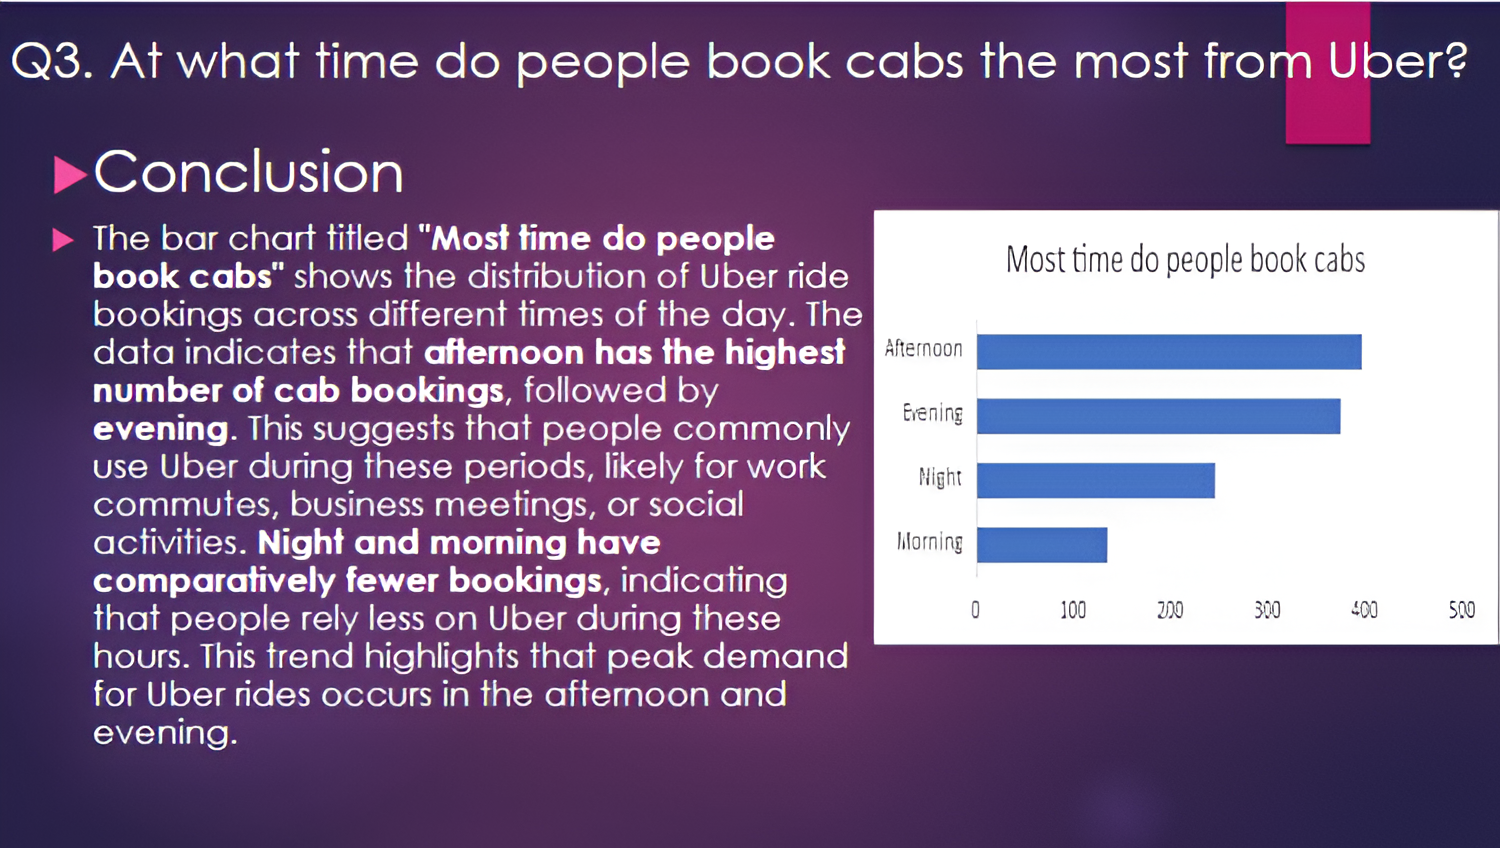 Q3. At what time do people book cabs the most from Uber?
Conclusion
The bar chart titled "Most time do people
book cabs" shows the distribution of Uber ride
bookings across different times of the day. The
data indicates that afternoon has the highest
number of cab bookings, followed by
evening. This suggests that people commonly
use Uber during these periods, likely for work
commutes, business meetings, or social
activities. Night and morning have
comparatively fewer bookings, indicating
that people rely less on Uber during these
hours. This trend highlights that peak demand
for Uber rides occurs in the afternoon and
evening.
Most time do people book cabs
Afternoon
Evening
Night
Morning
0 100 200 300 400 500